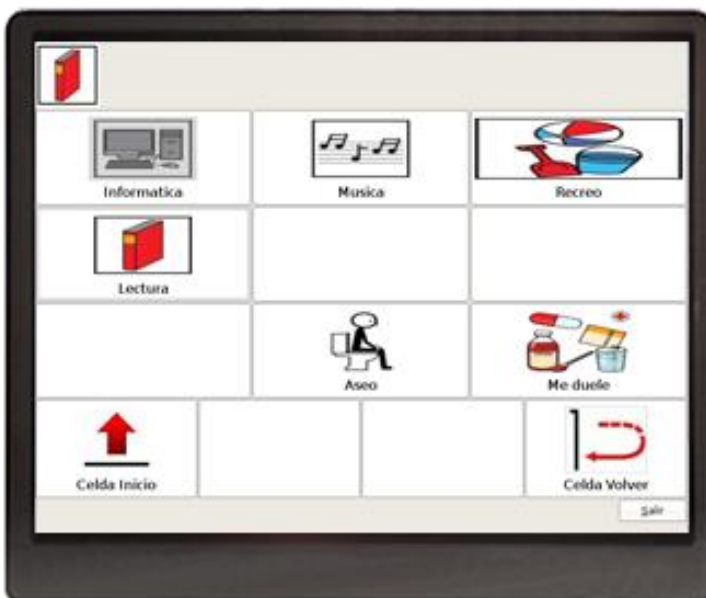 Informatica
Musica
Recreo
Lectura
Aseo
Me duele
Celda Inicio
Celda Volver
Salir